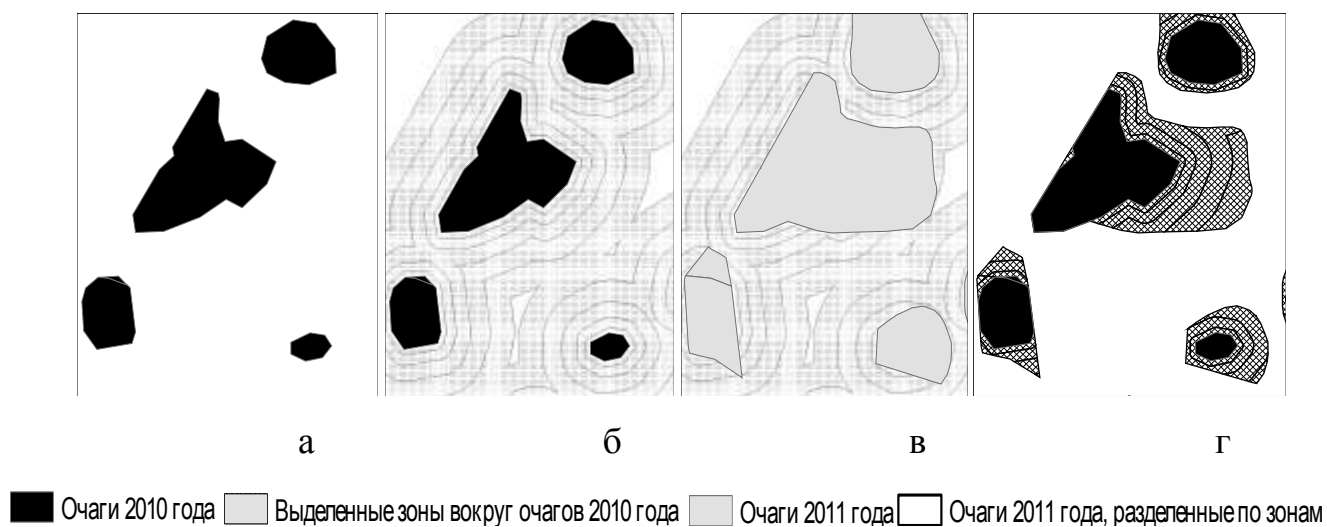 а б в г
Очаги 2010 года Выделенные зоны вокруг очагов 2010 года Очаги 2011 года Очаги 2011 года, разделенные по зонам